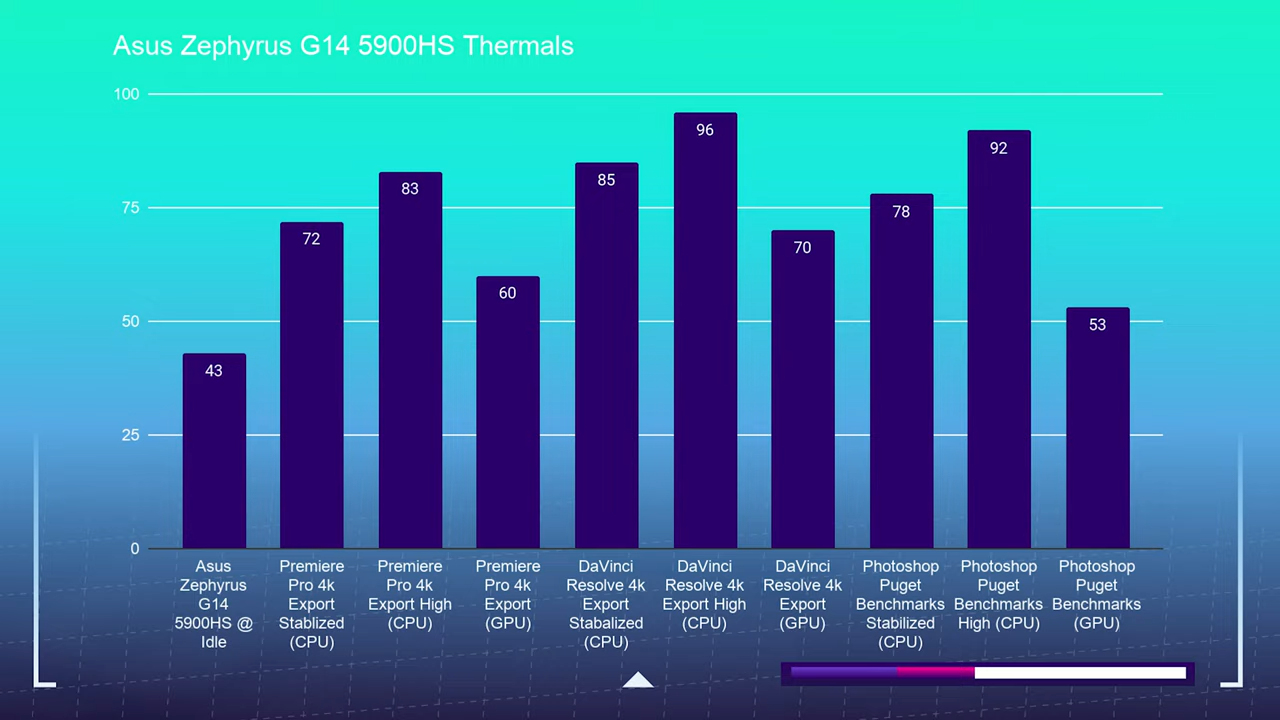 Asus Zephyrus G14 5900HS Thermals
100
75
50
25
0
43
72
83
60
85
96
70
78
92
53
Asus
Zephyrus
G14
5900HS @
Idle
Premiere
Pro 4k
Export
Stablized
(CPU)
Premiere
Pro 4k
Export High
(CPU)
Premiere
Pro 4k
Export
(GPU)
DaVinci
Resolve 4k
Export
Stabalized
(CPU)
DaVinci
Resolve 4k
Export High
(CPU)
DaVinci
Resolve 4k
Export
(GPU)
Photoshop
Puget
Benchmarks
Stabilized
(CPU)
Photoshop
Puget
Benchmarks
High (CPU)
Photoshop
Puget
Benchmarks
(GPU)